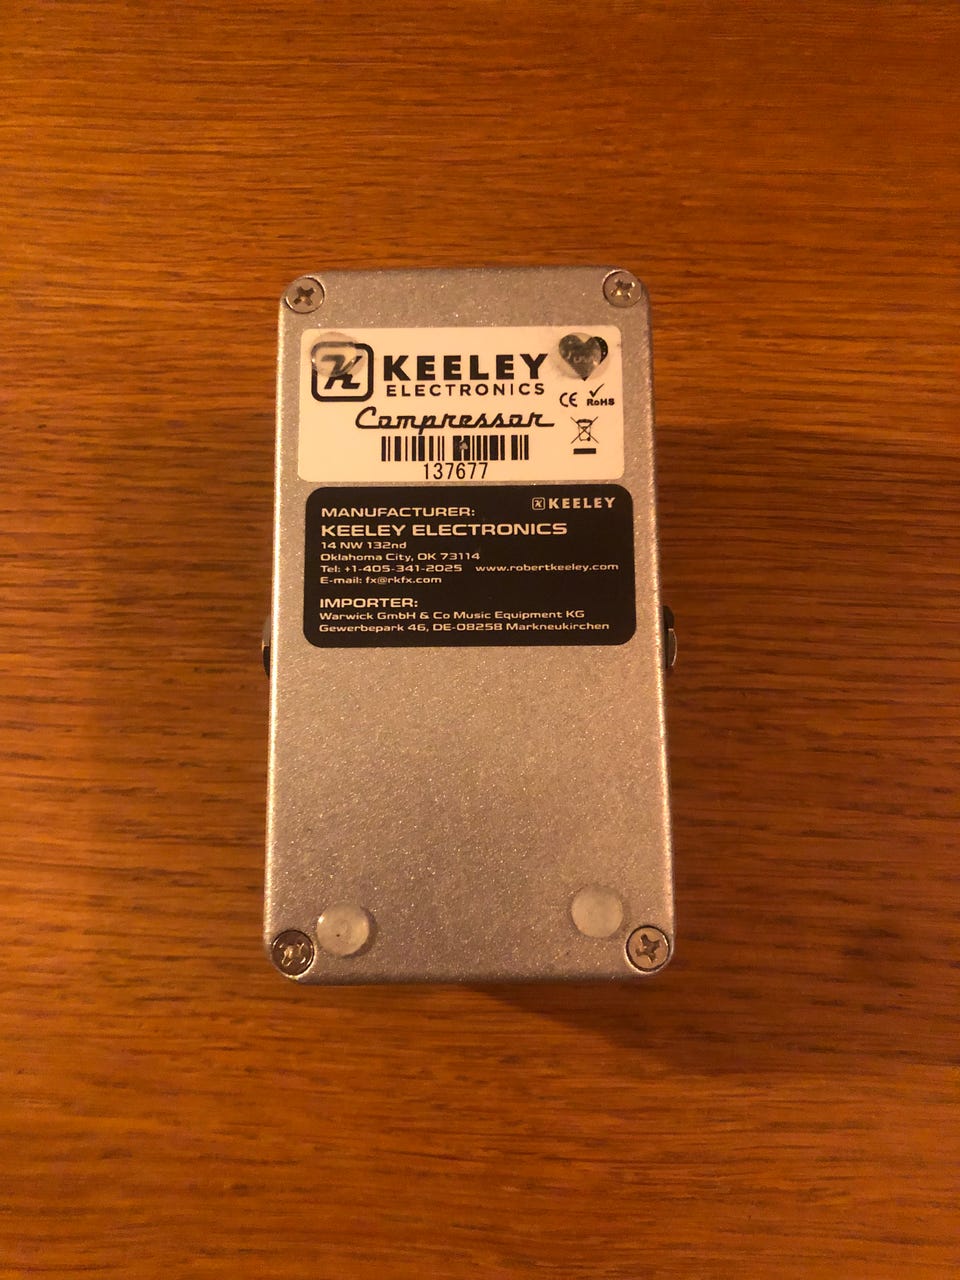 K KEELEY
ELECTRONICS
CE RoHS
Compressor
137677
K KEELEY
MANUFACTURER:
KEELEY ELECTRONICS
14 NW 132nd
Oklahoma City, OK 73114
Tel: +1-405-341-2025 www.robertkeeley.com
E-mail: fx@rkfx.com
IMPORTER:
Warwick GmbH & Co Music Equipment KG
Gewerbepark 46, DE-08258 Markneukirchen